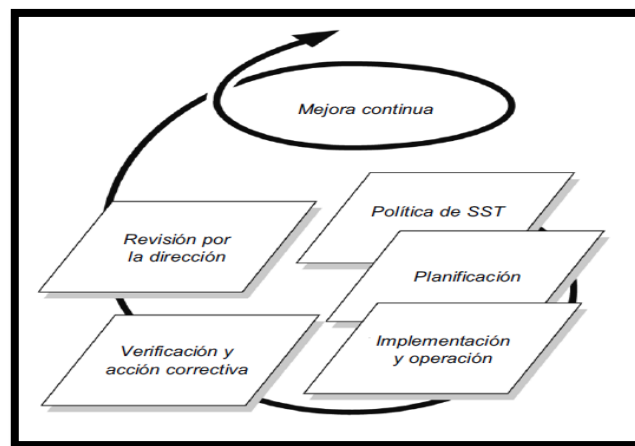 Mejora continua
Política de SST
Revisión por
la dirección
Planificación
Implementación
y operación
Verificación y
acción correctiva